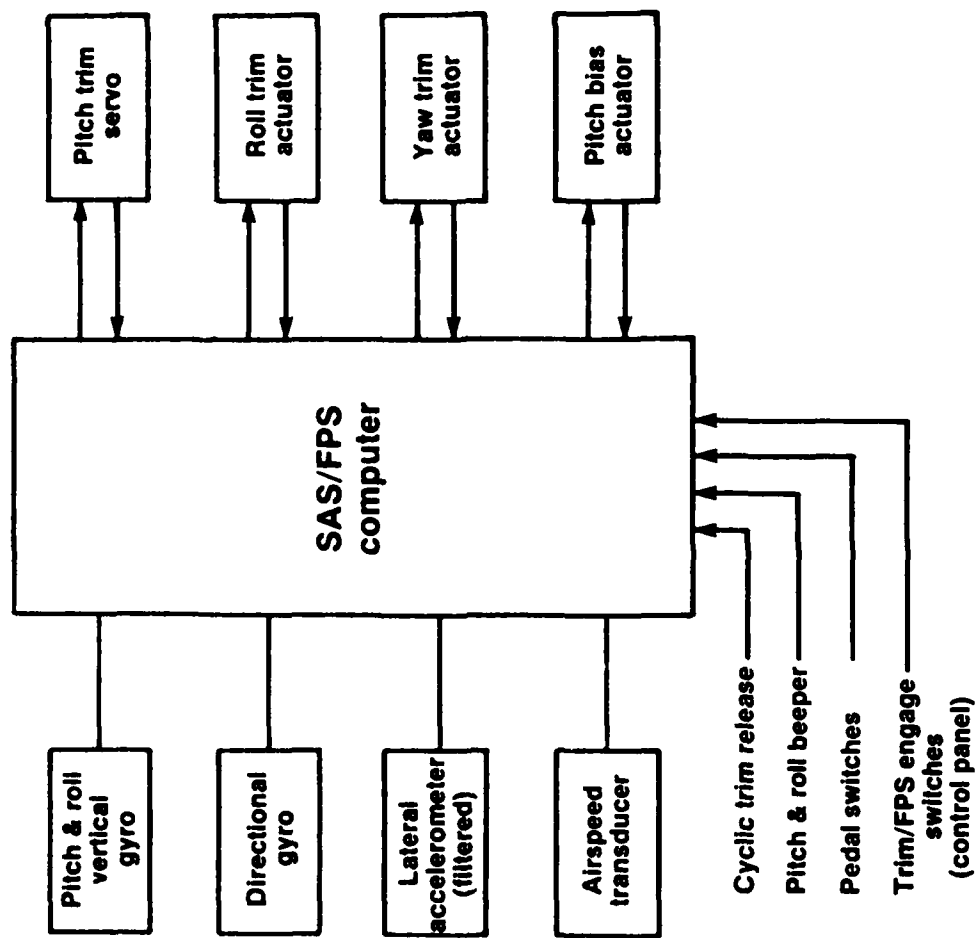 Pitch & roll
vertical
gyro
Directional
gyro
Lateral
accelerometer
(filtered)
Airspeed
transducer
SAS/FPS
computer
Pitch trim
servo
Roll trim
actuator
Yaw trim
actuator
Pitch bias
actuator
Cyclic trim release
Pitch & roll beeper
Pedal switches
Trim/FPS engage
switches
(control panel)